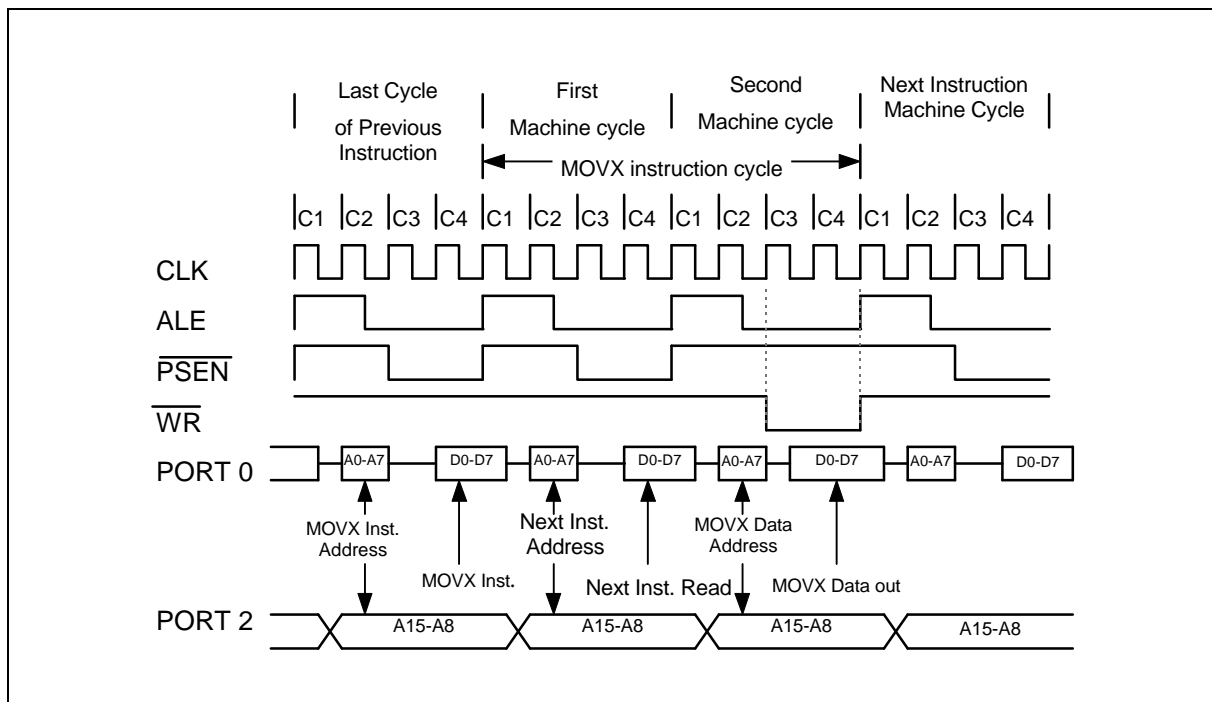 Last Cycle
of Previous
Instruction
First
Machine cycle
Second
Machine cycle
Next Instruction
Machine Cycle
MOVX instruction cycle
C1 C2 C3 C4 C1 C2 C3 C4 C1 C2 C3 C4 C1 C2 C3 C4
CLK
ALE
PSEN
WR
PORT 0 A0-A7 D0-D7 A0-A7 D0-D7 A0-A7 D0-D7 A0-A7 D0-D7
MOVX Inst.
Address
MOVX Inst.
Next Inst.
Address
Next Inst. Read
MOVX Data
Address
MOVX Data out
PORT 2 A15-A8 A15-A8 A15-A8 A15-A8